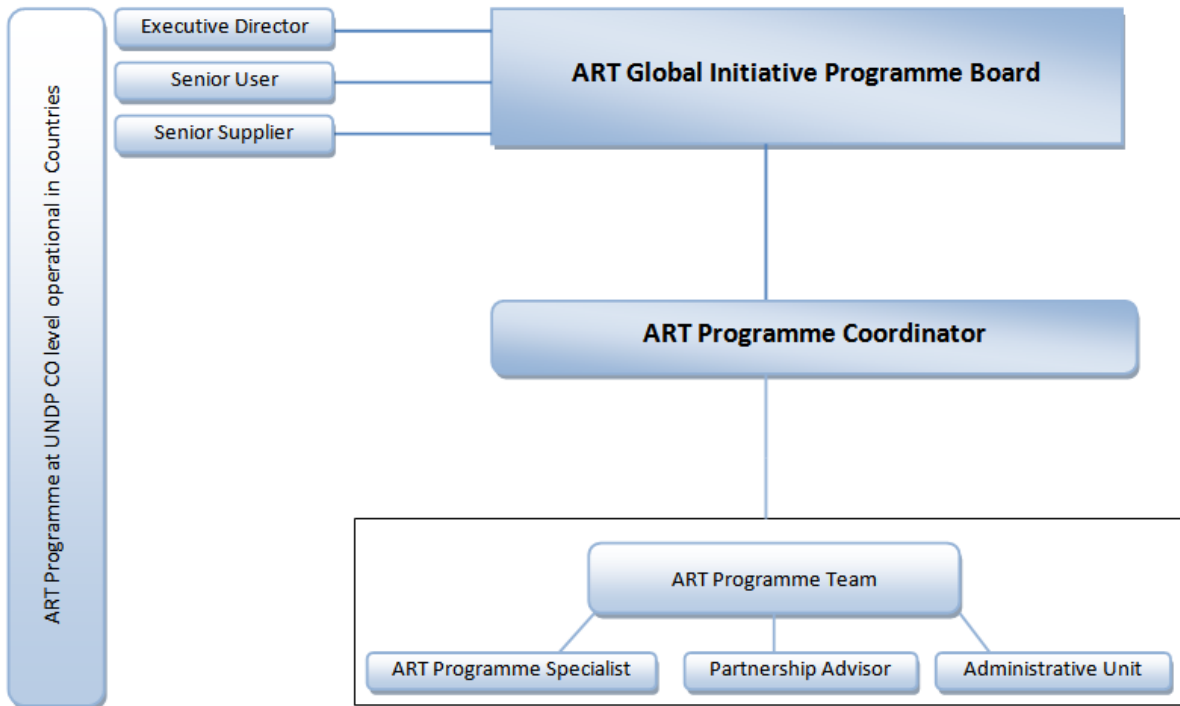 ART Programme at UNDP CO level operational in Countries
Executive Director
Senior User
Senior Supplier
ART Global Initiative Programme Board
ART Programme Coordinator
ART Programme Team
ART Programme Specialist
Partnership Advisor
Administrative Unit